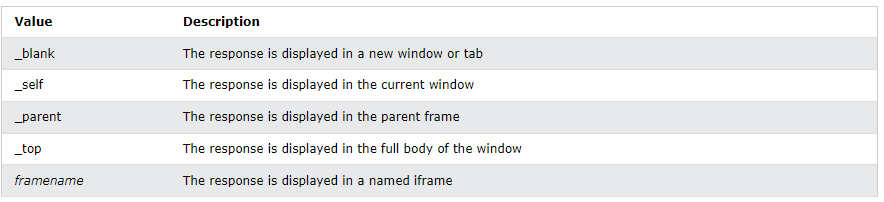 Value Description
_blank The response is displayed in a new window or tab
_self The response is displayed in the current window
_parent The response is displayed in the parent frame
_top The response is displayed in the full body of the window
framename The response is displayed in a named iframe